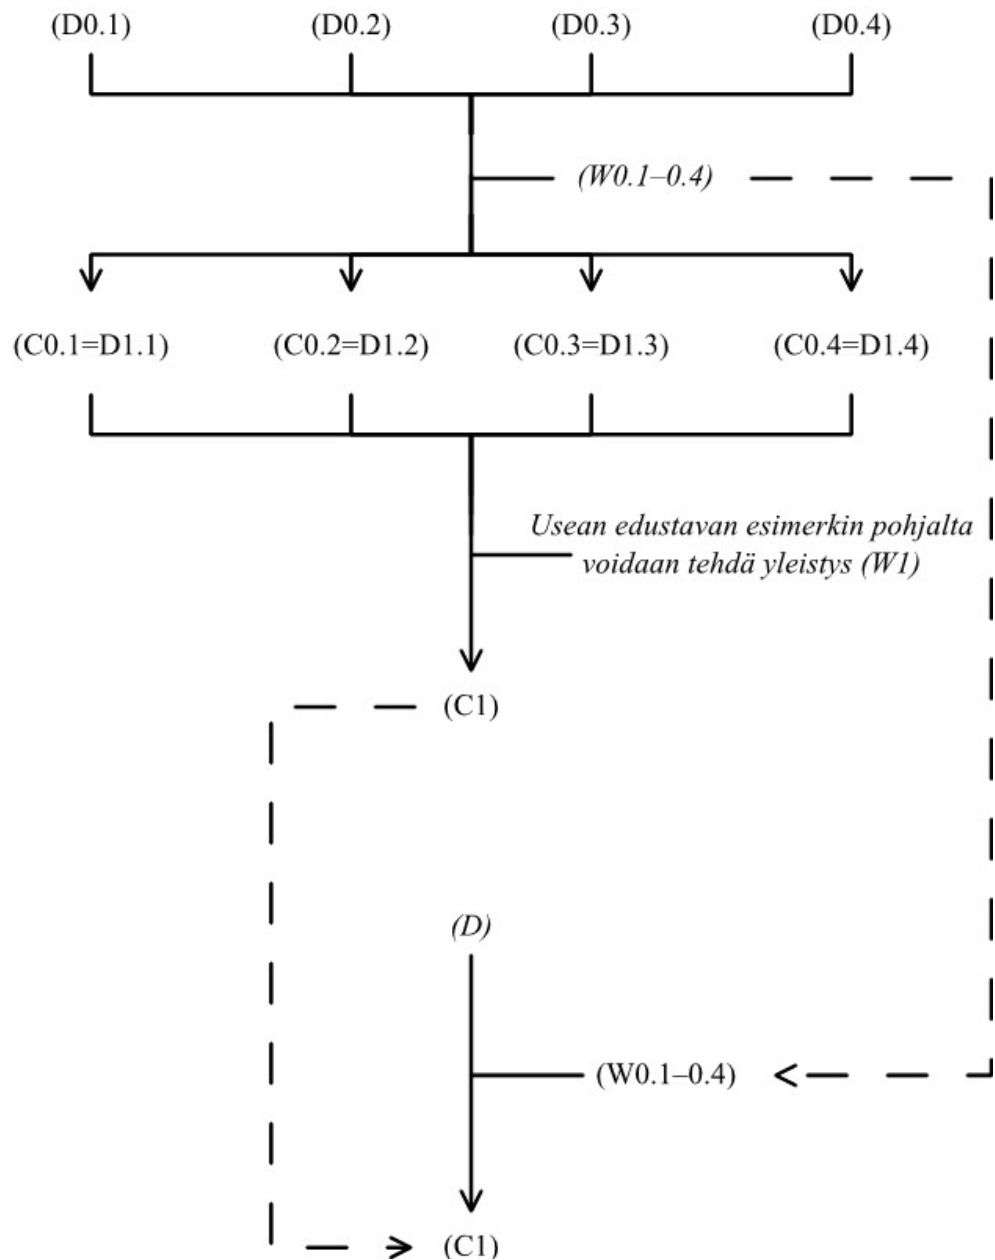 (D0.1) (D0.2) (D0.3) (D0.4)
(W0.1–0.4)
(C0.1=D1.1) (C0.2=D1.2) (C0.3=D1.3) (C0.4=D1.4)
Usean edustavan esimerkin pohjalta
voidaan tehdä yleistys (W1)
(C1)
(D)
(W0.1–0.4)
(C1)